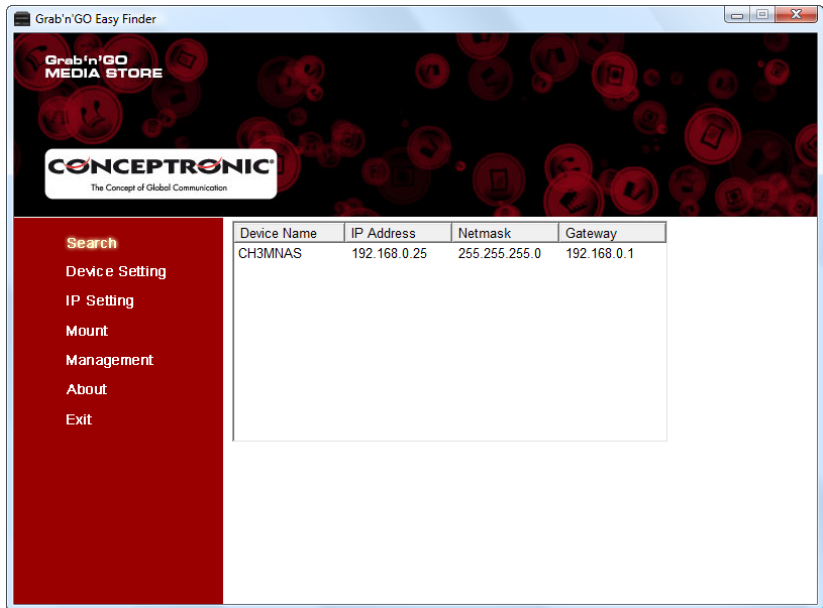 Grab'n'GO Easy Finder
Grab'n'GO
MEDIA STORE
CONCEPTRONIC®
The Concept of Global Communication
Search
Device Setting
IP Setting
Mount
Management
About
Exit
Device Name IP Address Netmask Gateway
CH3MNAS 192.168.0.25 255.255.255.0 192.168.0.1